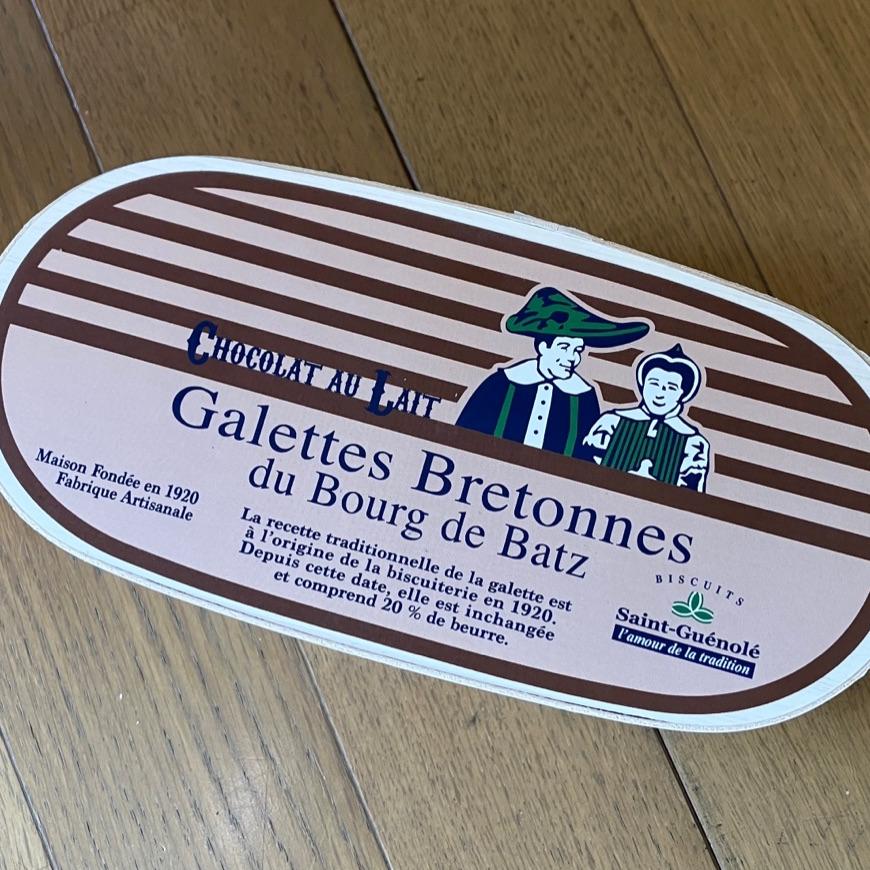 CHOCOLAT AU LAIT
Galettes Bretonnes
du Bourg de Batz
Maison Fondée en 1920
Fabrique Artisanale
La recette traditionnelle de la galette est
à l'origine de la biscuiterie en 1920.
Depuis cette date, elle est inchangée
et comprend 20 % de beurre.
BISCUITS
Saint-Guénolé
l'amour de la tradition